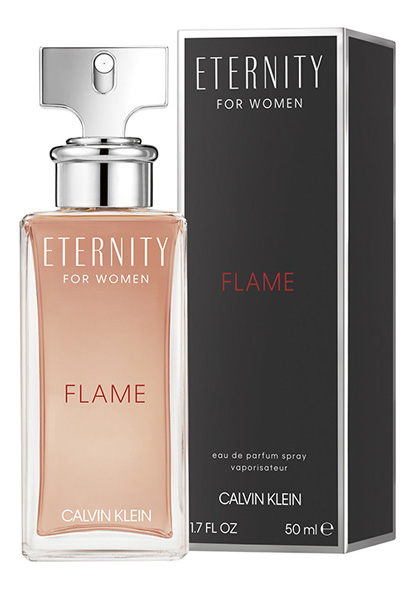 ETERNITY
FOR WOMEN
FLAME
CALVIN KLEIN
ETERNITY
FOR WOMEN
FLAME
eau de parfum spray
vaporisateur
CALVIN KLEIN
1.7 FL OZ 50 ml ℮